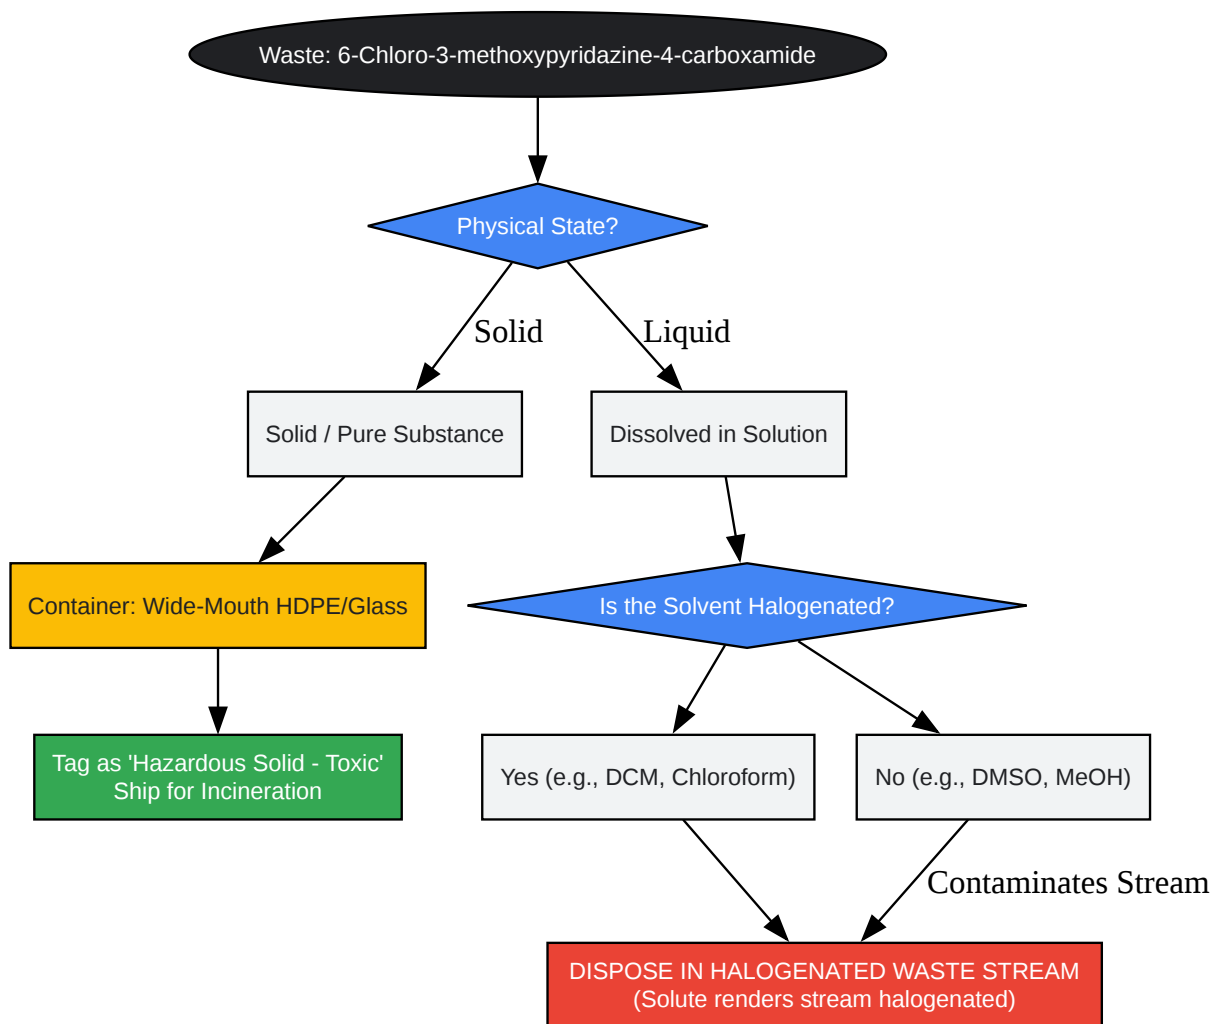 Waste: 6-Chloro-3-methoxypyridazine-4-carboxamide
Physical State?
Solid
Liquid
Solid / Pure Substance
Dissolved in Solution
Container: Wide-Mouth HDPE/Glass
Is the Solvent Halogenated?
Tag as 'Hazardous Solid - Toxic'
Ship for Incineration
Yes (e.g., DCM, Chloroform)
No (e.g., DMSO, MeOH)
Contaminates Stream
DISPOSE IN HALOGENATED WASTE STREAM
(Solute renders stream halogenated)